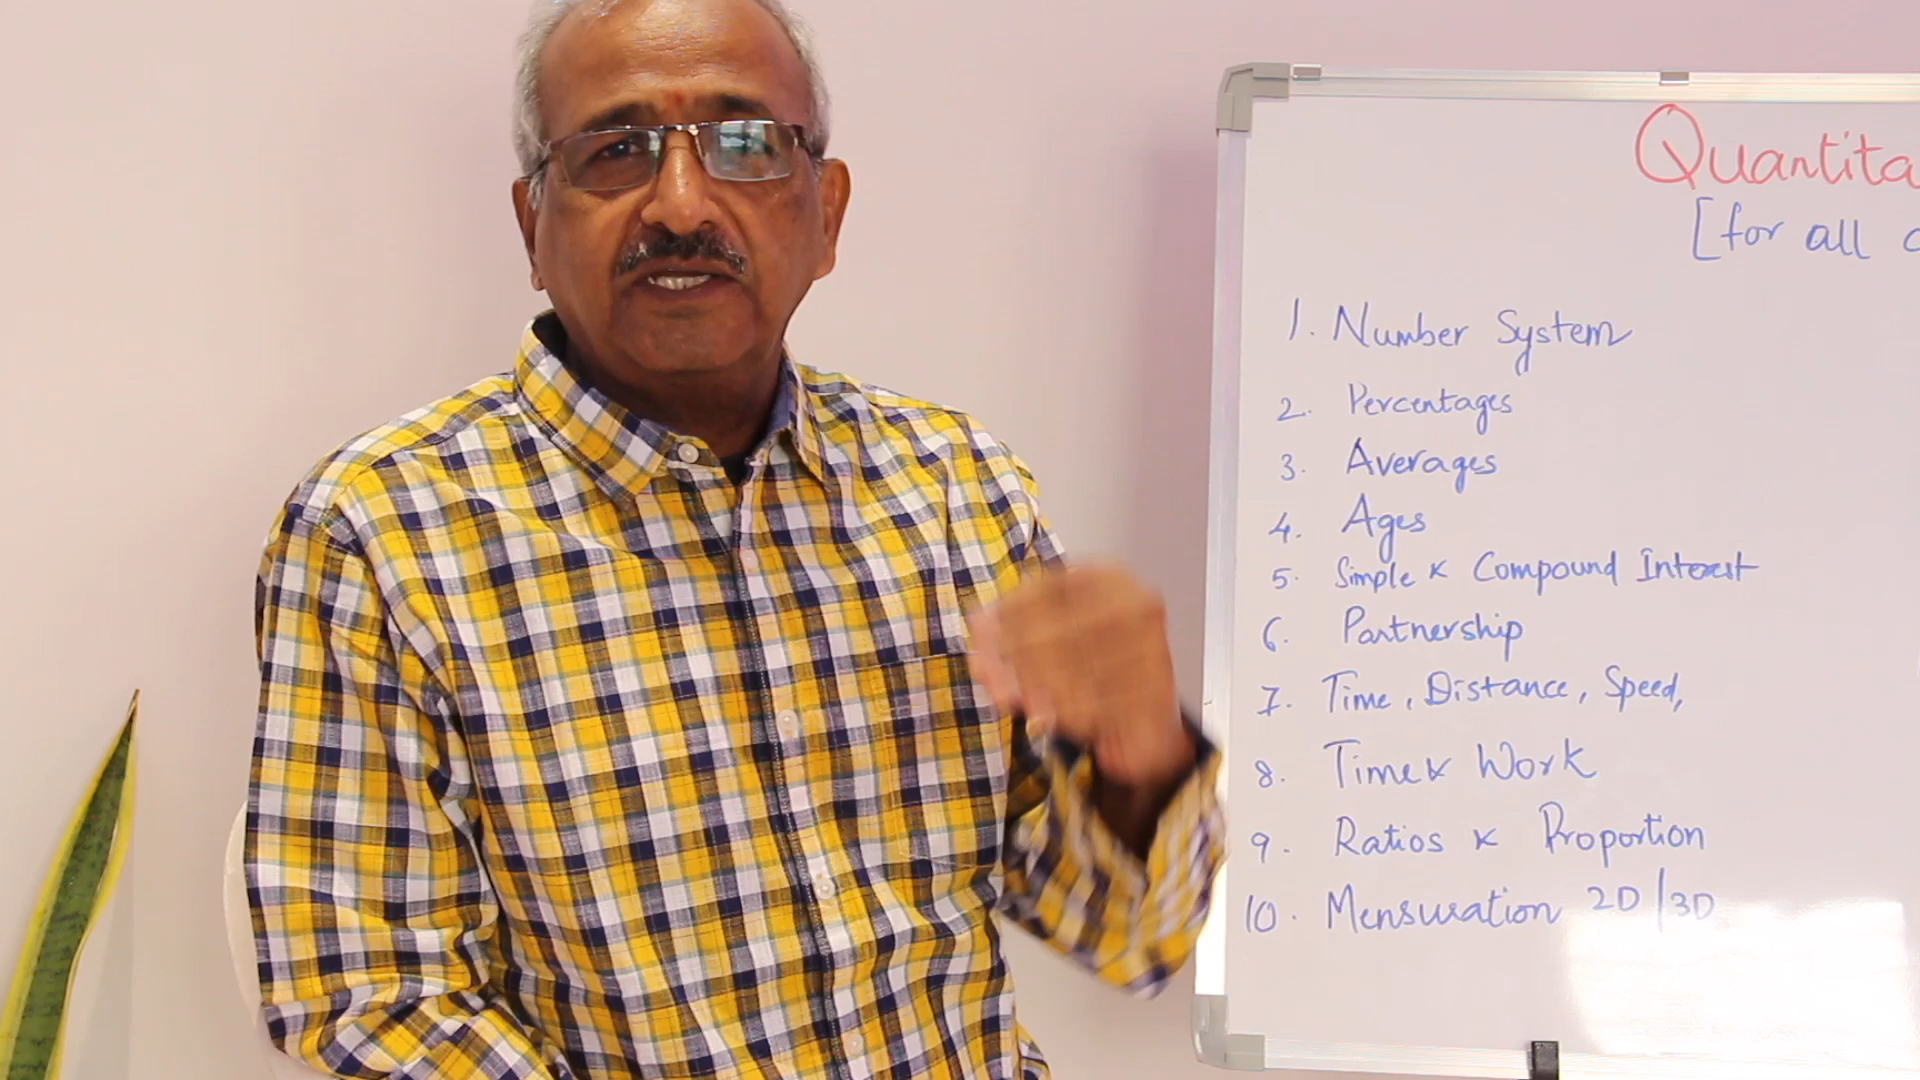 Quantita
[for all c
1. Number System
2. Percentages
3. Averages
4. Ages
5. Simple & Compound Interest
6. Partnership
7. Time, Distance, Speed,
8. Time & Work
9. Ratios & Proportion
10. Mensuration 2D/3D